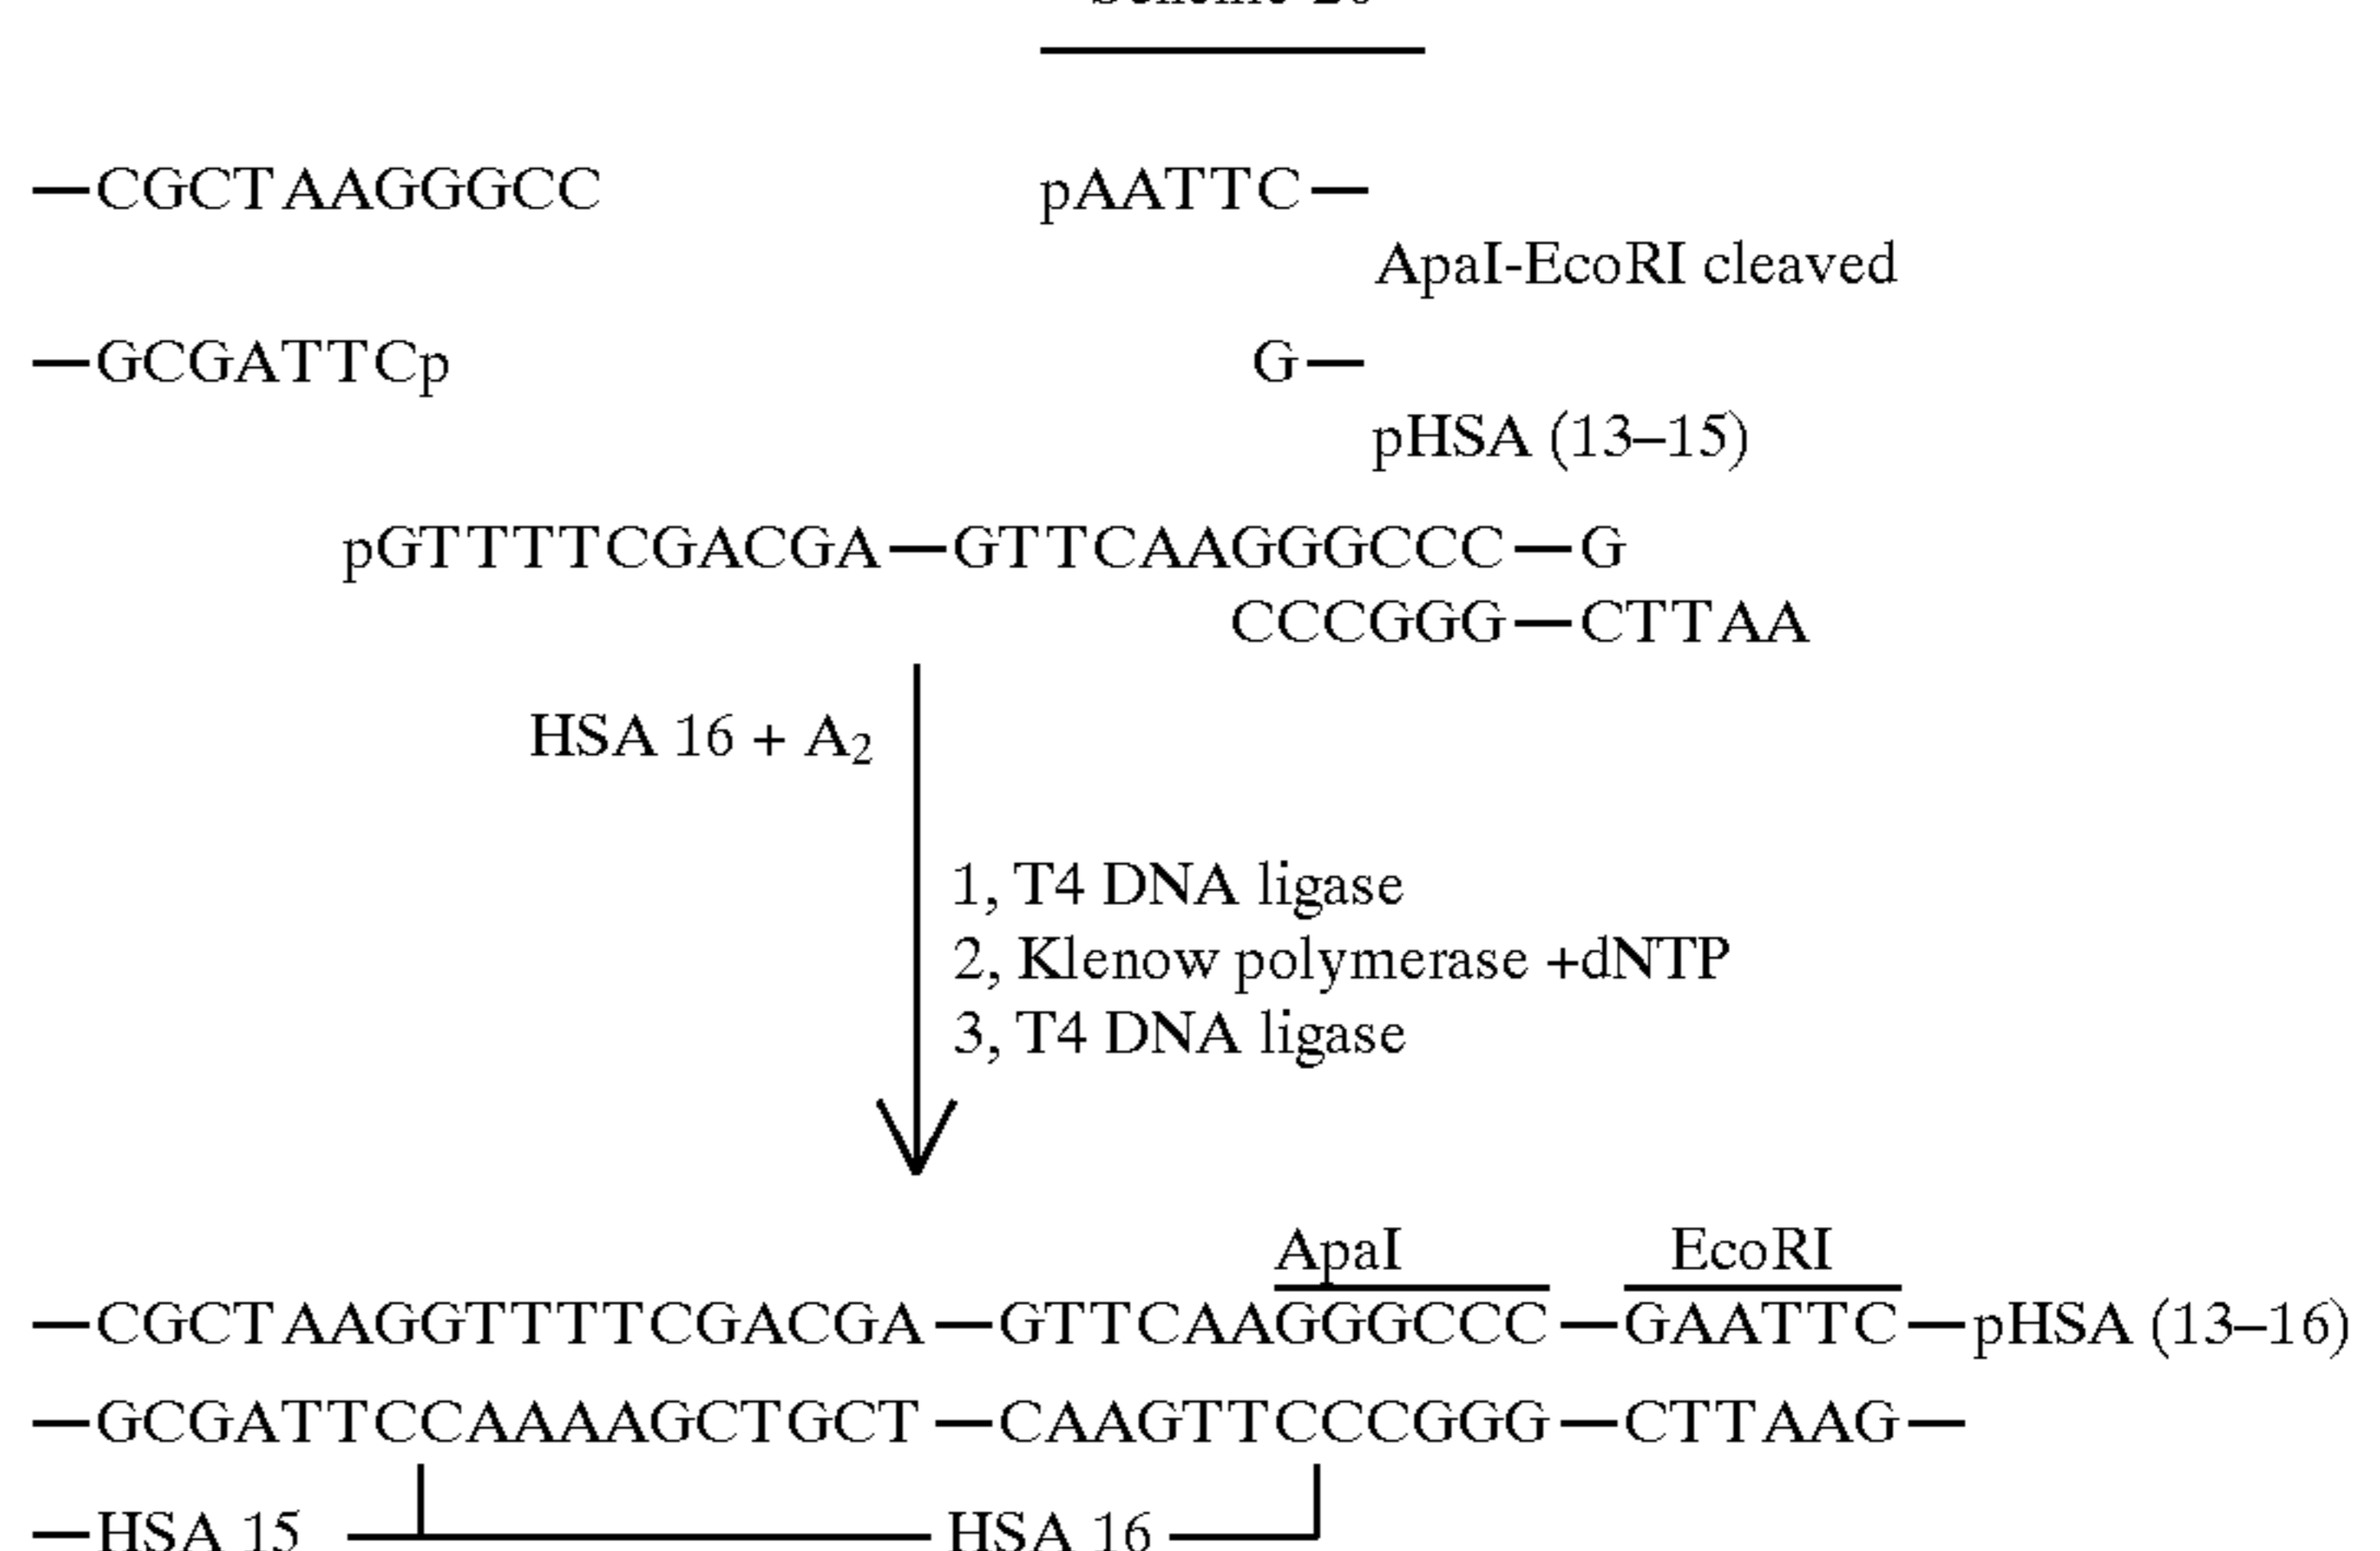 —CGCTAAGGGCC pAATTC—
ApaI-EcoRI cleaved
—GCGATTCp G—
pHSA (13–15)
pGTTTTCGACGA—GTTCAAGGGCCC—G
CCCGGG—CTTAA
HSA 16 + A₂
1, T4 DNA ligase
2, Klenow polymerase +dNTP
3, T4 DNA ligase
ApaI EcoRI
—CGCTAAGGTTTTCGACGA—GTTCAAGGGCCC—GAATTC—pHSA (13–16)
—GCGATTCCAAAAGCTGCT—CAAGTTCCCGGG—CTTAAG—
—HSA 15 — HSA 16 —